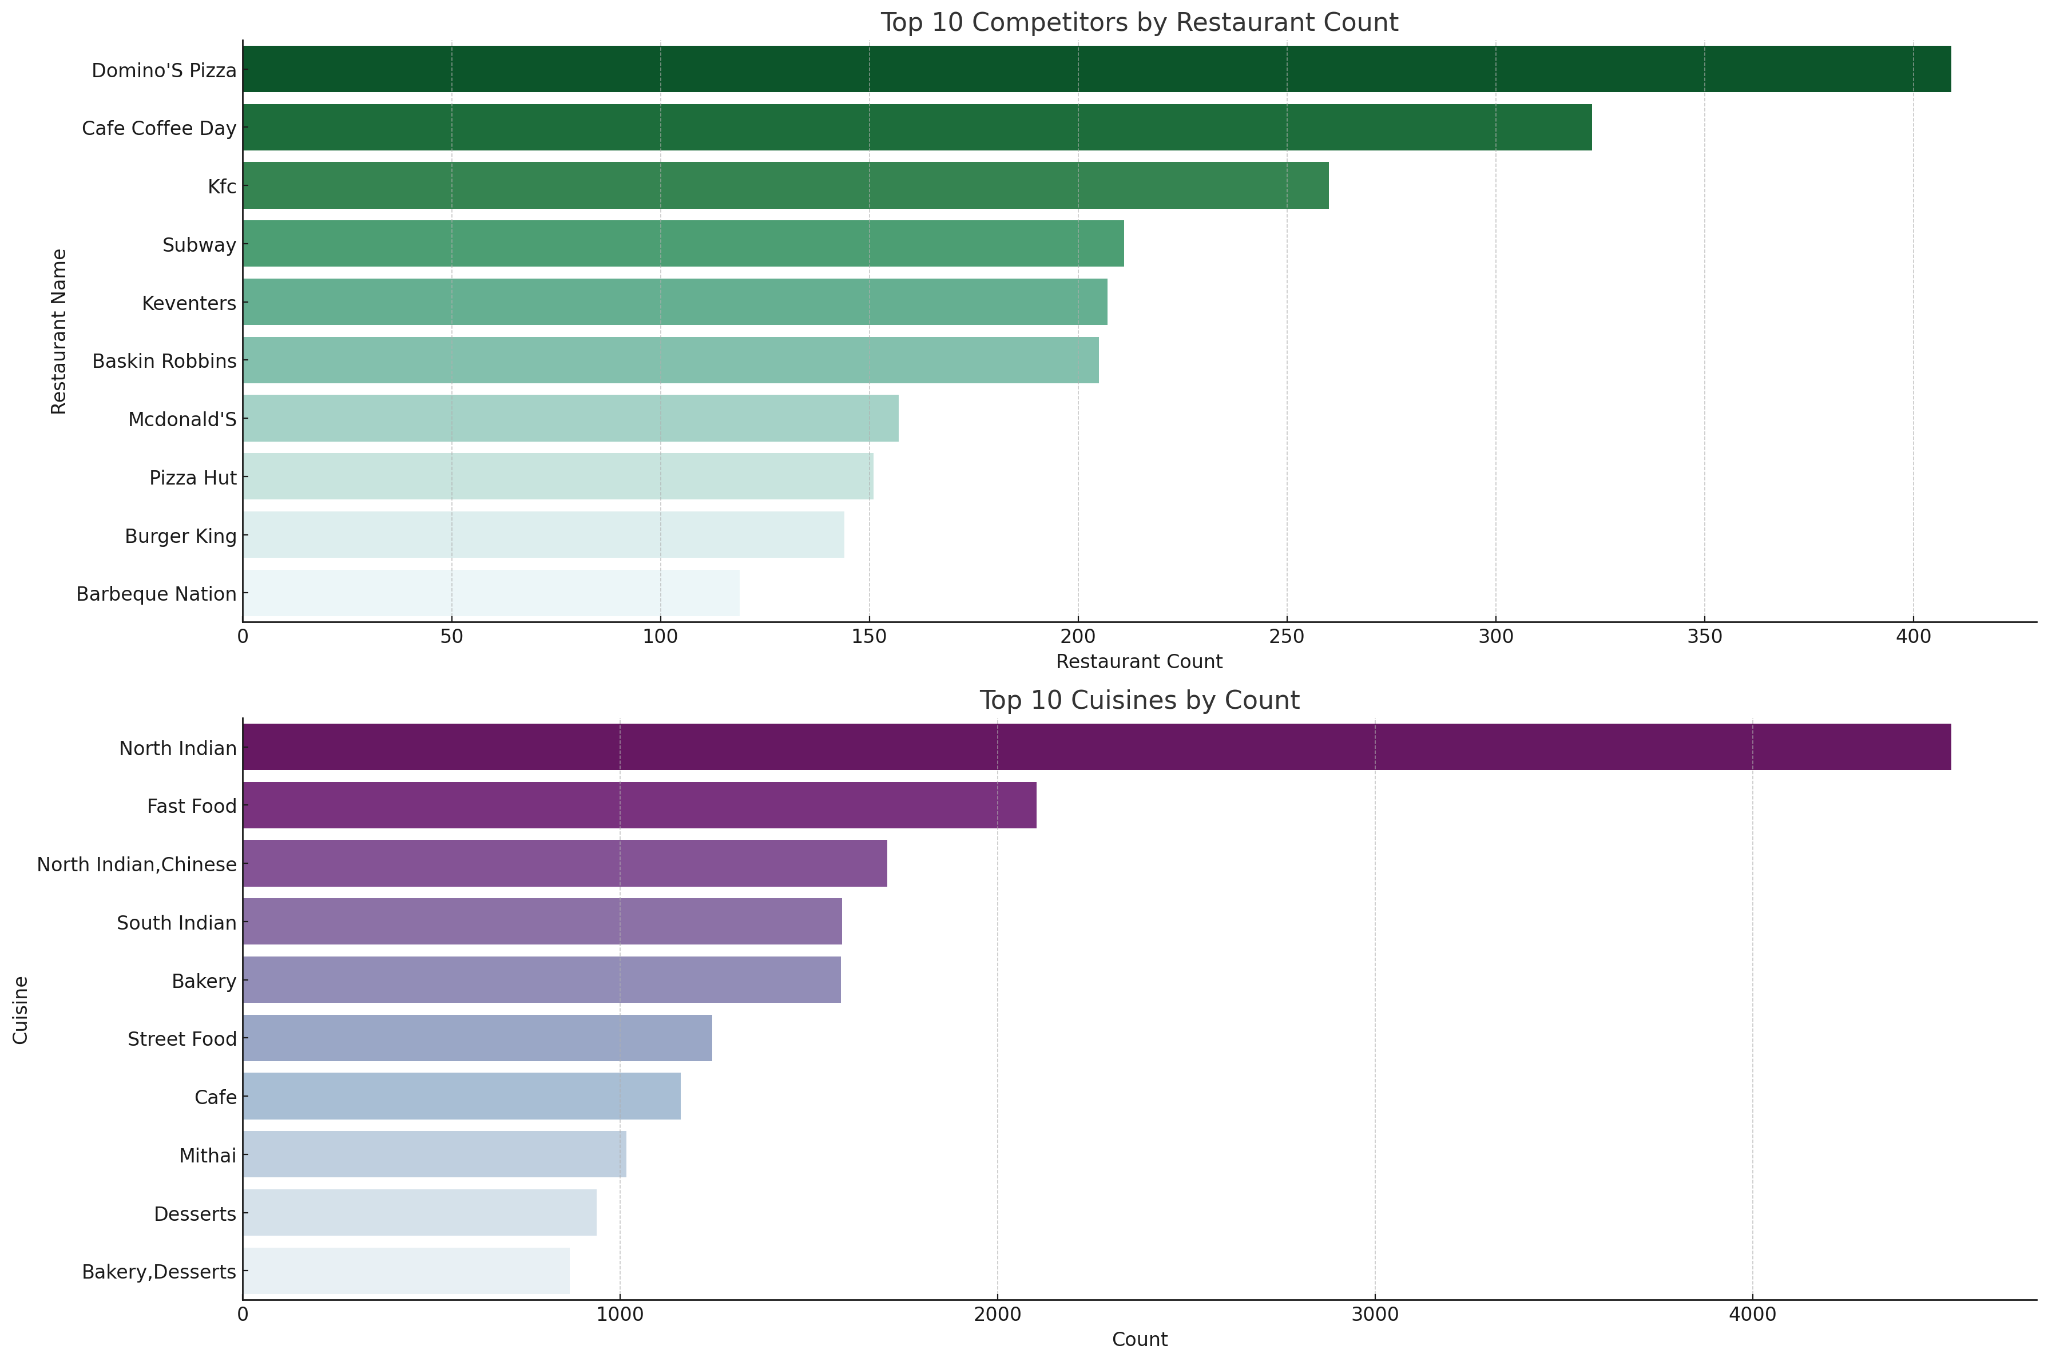 Top 10 Competitors by Restaurant Count
Restaurant Name
Domino'S Pizza
Cafe Coffee Day
Kfc
Subway
Keventers
Baskin Robbins
Mcdonald'S
Pizza Hut
Burger King
Barbeque Nation
0 50 100 150 200 250 300 350 400
Restaurant Count
Top 10 Cuisines by Count
Cuisine
North Indian
Fast Food
North Indian,Chinese
South Indian
Bakery
Street Food
Cafe
Mithai
Desserts
Bakery,Desserts
0 1000 2000 3000 4000
Count